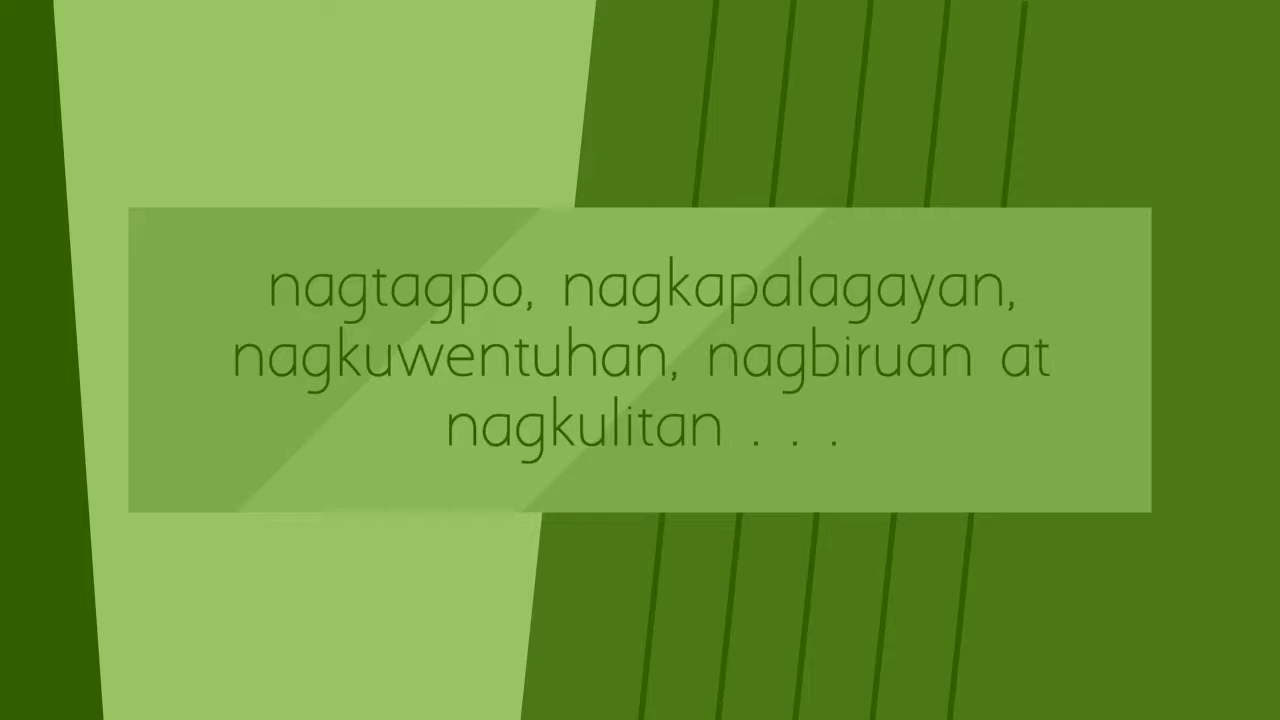 nagtagpo, nagkapalagayan,
nagkuwentuhan, nagbiruan at
nagkulitan . . .